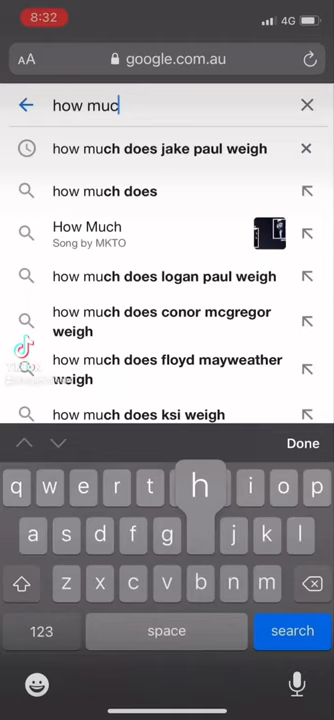 8:32
4G
AA google.com.au
how muc
how much does jake paul weigh
how much does
How Much
Song by MKTO
how much does logan paul weigh
how much does conor mcgregor
weigh
how much does floyd mayweather
weigh
how much does ksi weigh
Done
q w e r t h i o p
a s d f g j k l
z x c v b n m
123 space search